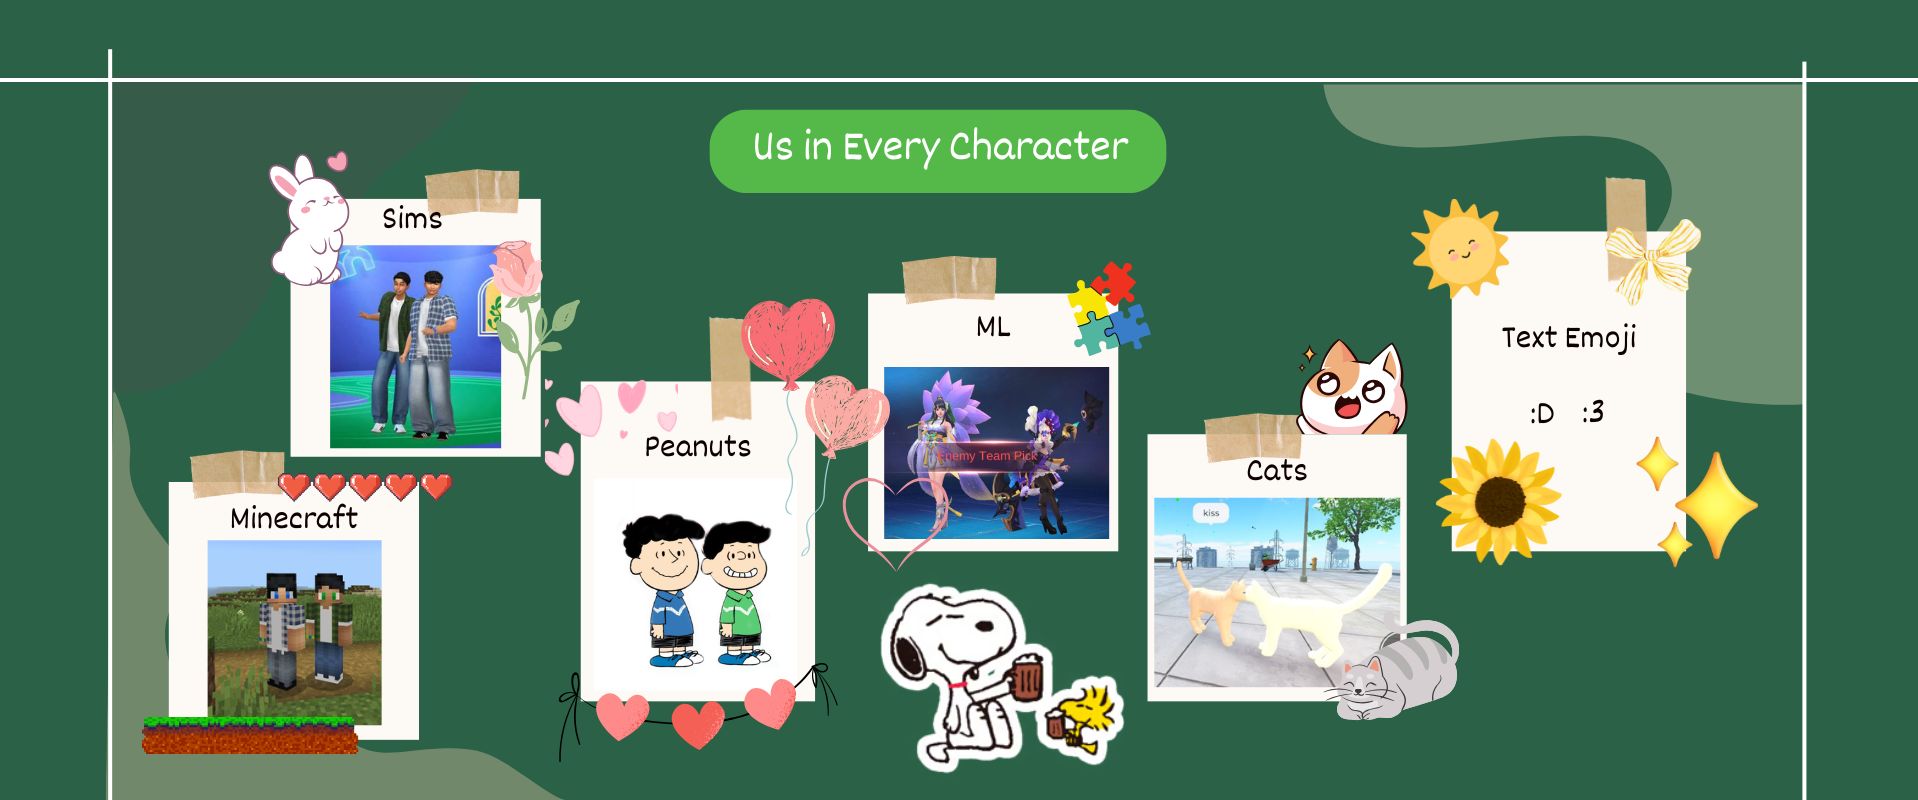 Us in Every Character
Sims
Minecraft
Peanuts
ML
Enemy Team Pick
Cats
kiss
Text Emoji
:D :3